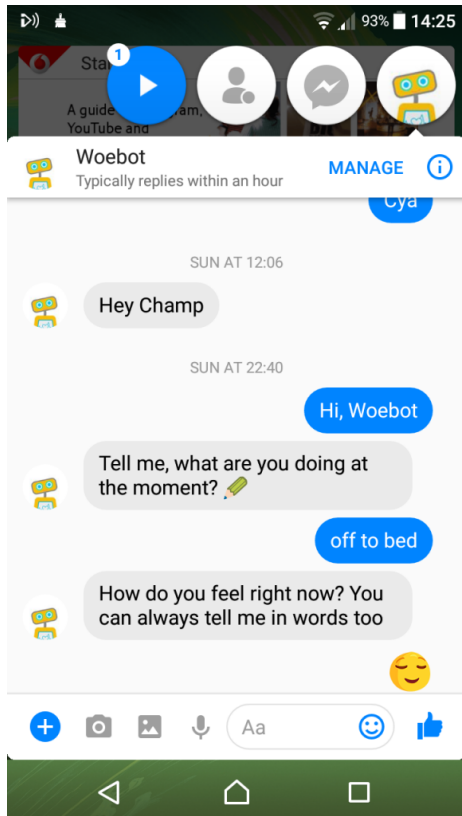 93% 14:25
1
Sta
A guide ram,
YouTube and
Woebot
Typically replies within an hour
MANAGE
Cya
SUN AT 12:06
Hey Champ
SUN AT 22:40
Hi, Woebot
Tell me, what are you doing at
the moment?
off to bed
How do you feel right now? You
can always tell me in words too
Aa